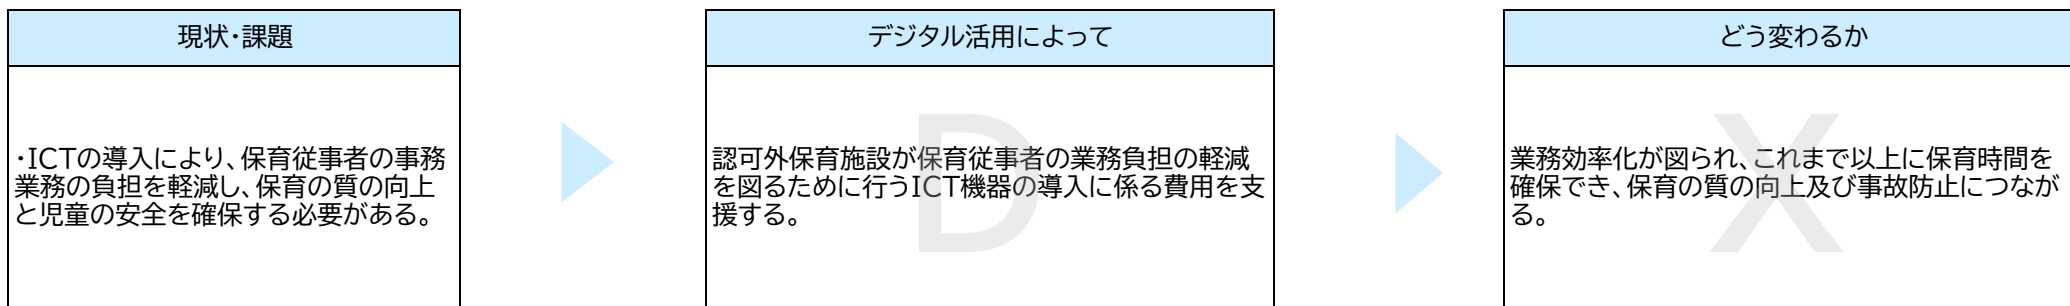 現状・課題
・ICTの導入により、保育従事者の事務
業務の負担を軽減し、保育の質の向上
と児童の安全を確保する必要がある。
デジタル活用によって
D
認可外保育施設が保育従事者の業務負担の軽減
を図るために行うICT機器の導入に係る費用を支
援する。
どう変わるか
X
業務効率化が図られ、これまで以上に保育時間を
確保でき、保育の質の向上及び事故防止につなが
る。